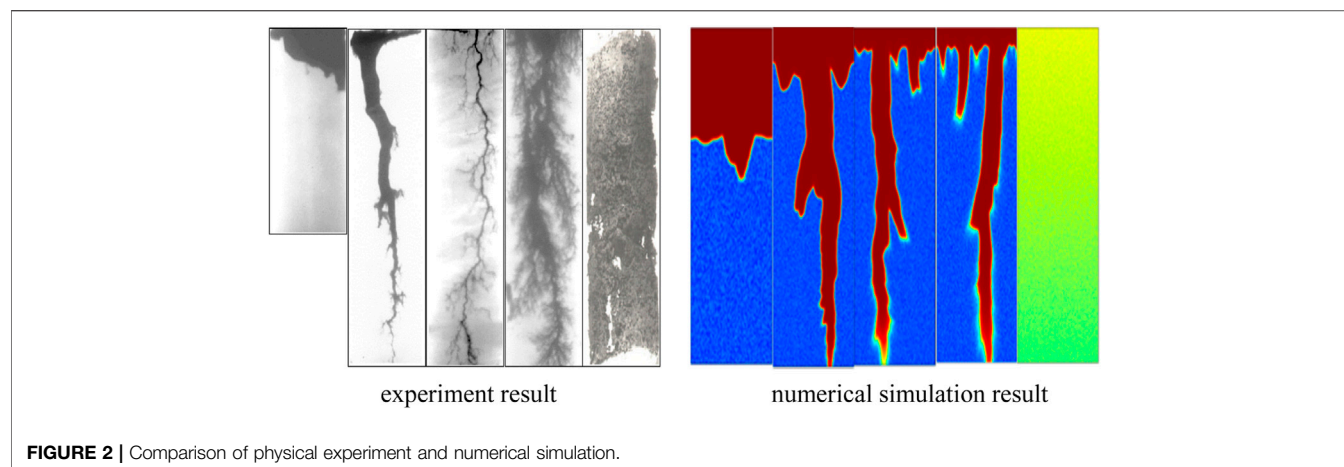 experiment result
numerical simulation result
FIGURE 2 | Comparison of physical experiment and numerical simulation.